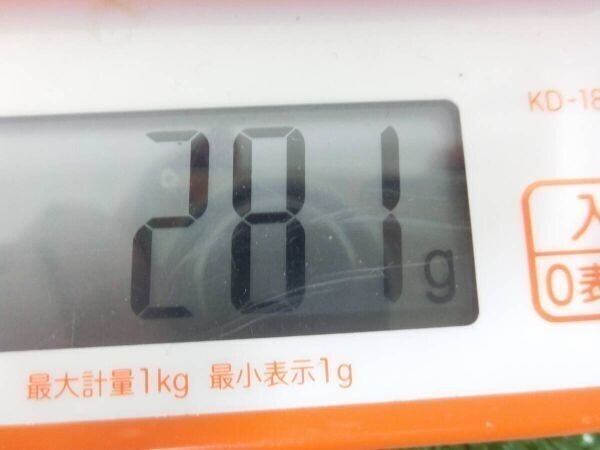 KD-18
281 g
入
0表
最大計量1kg 最小表示1g